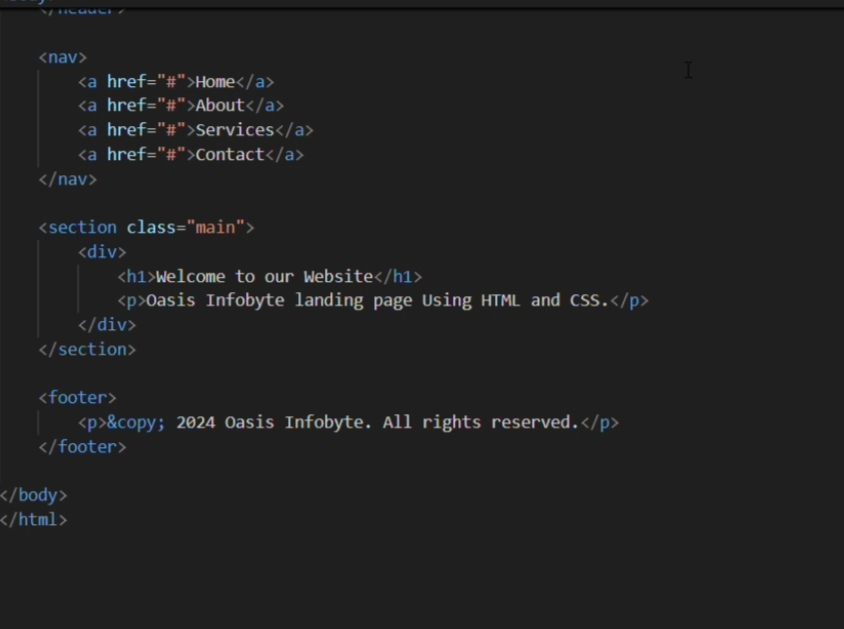 </header>
<nav>
<a href="#">Home</a>
<a href="#">About</a>
<a href="#">Services</a>
<a href="#">Contact</a>
</nav>
<section class="main">
<div>
<h1>Welcome to our Website</h1>
<p>Oasis Infobyte landing page Using HTML and CSS.</p>
</div>
</section>
<footer>
<p>&copy; 2024 Oasis Infobyte. All rights reserved.</p>
</footer>
</body>
</html>